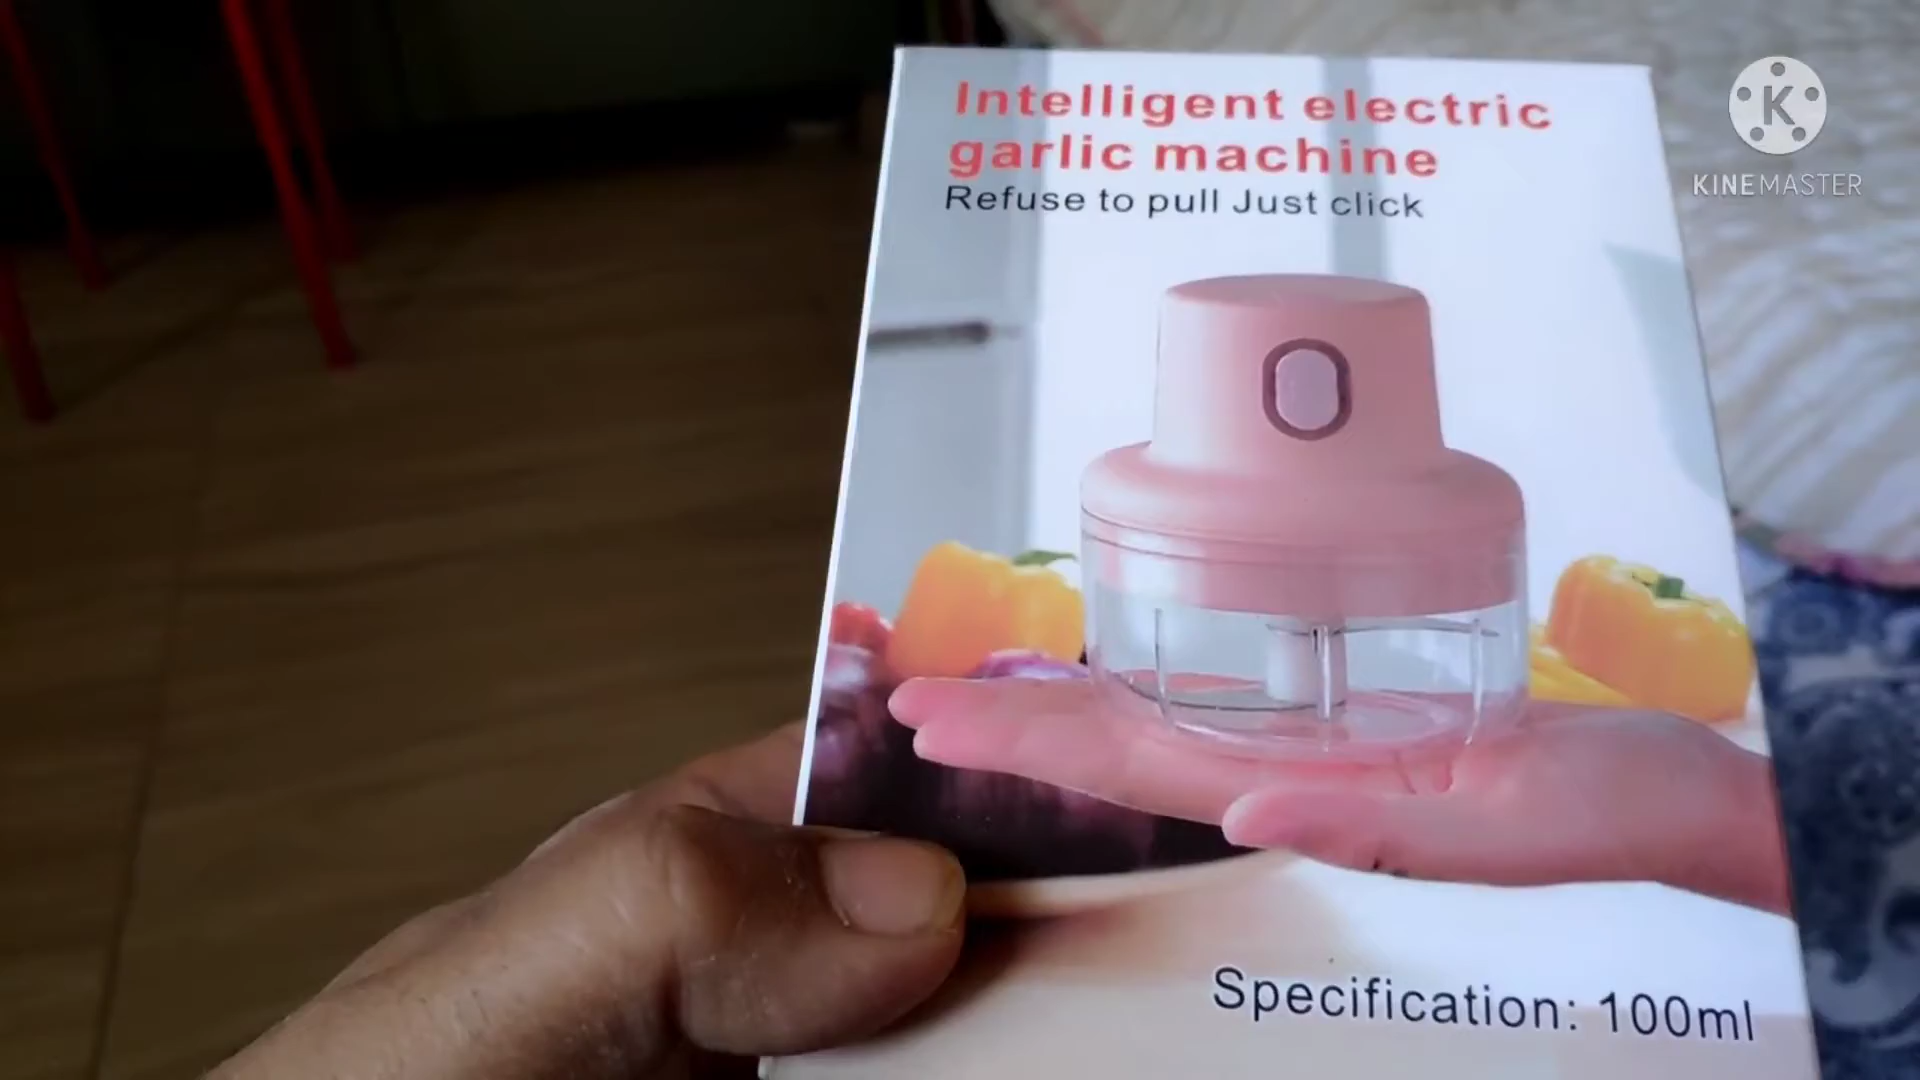 Intelligent electric
garlic machine
Refuse to pull Just click
K
KINEMASTER
Specification: 100ml